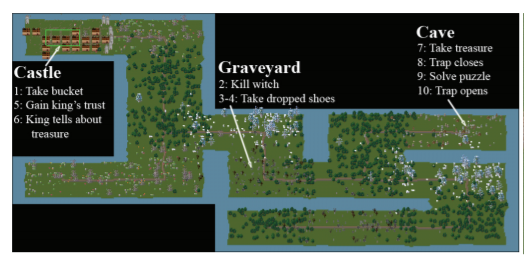 Castle
1: Take bucket
5: Gain king's trust
6: King tells about
treasure
Graveyard
2: Kill witch
3-4: Take dropped shoes
Cave
7: Take treasure
8: Trap closes
9: Solve puzzle
10: Trap opens